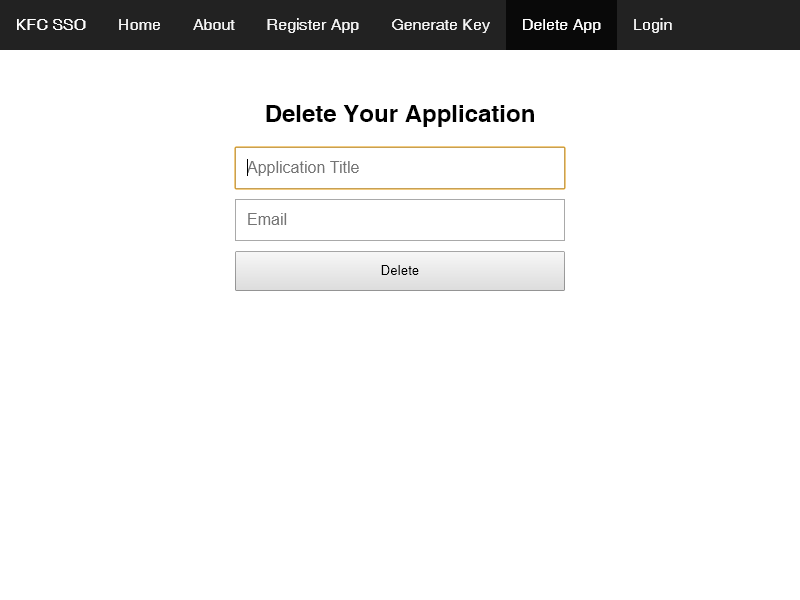 KFC SSO Home About Register App Generate Key Delete App Login
Delete Your Application
Application Title
Email
Delete